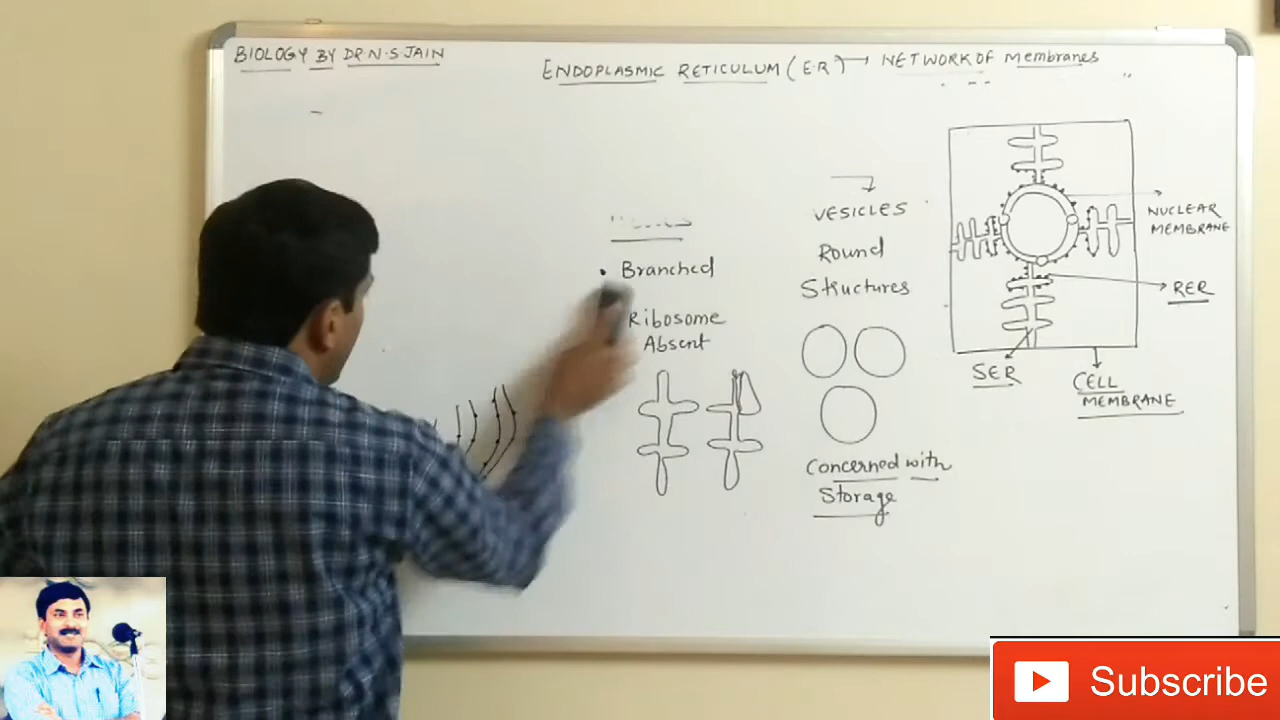 BIOLOGY BY DR. N.S JAIN
ENDOPLASMIC RETICULUM (E.R) → NETWORK OF Membranes
• Branched
Ribosome
Absent
VESICLES
Round
Structures
Concerned with
Storage
NUCLEAR
MEMBRANE
RER
SER
CELL
MEMBRANE
Subscribe